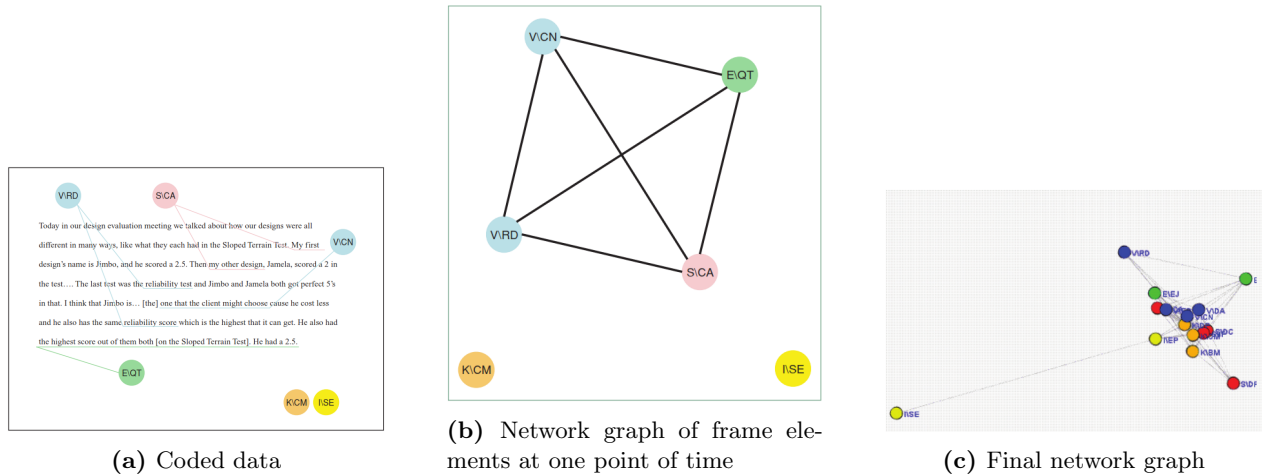 V\RD
S\CA
V\CN
Today in our design evaluation meeting we talked about how our designs were all
different in many ways, like what they each had in the Sloped Terrain Test. My first
design's name is Jimbo, and he scored a 2.5. Then my other design, Jamela, scored a 2 in
the test.... The last test was the reliability test and Jimbo and Jamela both got perfect 5's
in that. I think that Jimbo is... [the] one that the client might choose cause he cost less
and he also has the same reliability score which is the highest that it can get. He also had
the highest score out of them both [on the Sloped Terrain Test]. He had a 2.5.
E\QT
K\CM
I\SE
(a) Coded data
V\CN
E\QT
V\RD
S\CA
K\CM
I\SE
(b) Network graph of frame ele-
ments at one point of time
V\RD
E\EJ
V\DA
V\CN
I\EP
K\BM
I\SE
(c) Final network graph